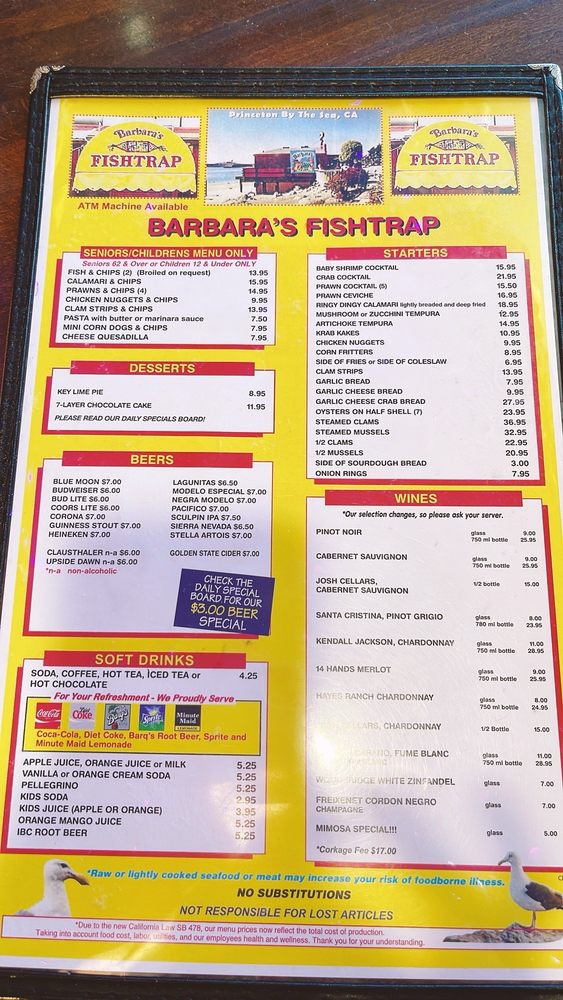 Princeton By The Sea, CA
Barbara's
FISHTRAP
Barbara's
FISHTRAP
ATM Machine Available
BARBARA'S FISHTRAP
SENIORS/CHILDRENS MENU ONLY
Seniors 62 & Over or Children 12 & Under ONLY
FISH & CHIPS (2) (Broiled on request) 13.95
CALAMARI & CHIPS 15.95
PRAWNS & CHIPS (4) 14.95
CHICKEN NUGGETS & CHIPS 9.95
CLAM STRIPS & CHIPS 13.95
PASTA with butter or marinara sauce 7.50
MINI CORN DOGS & CHIPS 7.95
CHEESE QUESADILLA 7.95
DESSERTS
KEY LIME PIE 8.95
7-LAYER CHOCOLATE CAKE 11.95
PLEASE READ OUR DAILY SPECIALS BOARD!
BEERS
BLUE MOON $7.00
BUDWEISER $6.00
BUD LITE $6.00
COORS LITE $6.00
CORONA $7.00
GUINNESS STOUT $7.00
HEINEKEN $7.00
CLAUSTHALER n-a $6.00
UPSIDE DAWN n-a $6.00
*n-a non-alcoholic
LAGUNITAS $6.50
MODELO ESPECIAL $7.00
NEGRA MODELO $7.00
PACIFICO $7.00
SCULPIN IPA $7.50
SIERRA NEVADA $6.50
STELLA ARTOIS $7.00
GOLDEN STATE CIDER $7.00
CHECK THE
DAILY SPECIAL
BOARD FOR OUR
$3.00 BEER
SPECIAL
SOFT DRINKS
SODA, COFFEE, HOT TEA, ICED TEA or 4.25
HOT CHOCOLATE
For Your Refreshment - We Proudly Serve
Coca-Cola
Diet
Coke
Barq's
Sprite
Minute
Maid
Coca-Cola, Diet Coke, Barq's Root Beer, Sprite and
Minute Maid Lemonade
APPLE JUICE, ORANGE JUICE or MILK 5.25
VANILLA or ORANGE CREAM SODA 5.25
PELLEGRINO 5.25
KIDS SODA 2.95
KIDS JUICE (APPLE OR ORANGE) 3.95
ORANGE MANGO JUICE 5.25
IBC ROOT BEER 5.25
STARTERS
BABY SHRIMP COCKTAIL 15.95
CRAB COCKTAIL 21.95
PRAWN COCKTAIL (5) 15.50
PRAWN CEVICHE 16.95
RINGY DINGY CALAMARI lightly breaded and deep fried 18.95
MUSHROOM or ZUCCHINI TEMPURA 12.95
ARTICHOKE TEMPURA 14.95
KRAB KAKES 10.95
CHICKEN NUGGETS 9.95
CORN FRITTERS 8.95
SIDE OF FRIES or SIDE OF COLESLAW 6.95
CLAM STRIPS 13.95
GARLIC BREAD 7.95
GARLIC CHEESE BREAD 9.95
GARLIC CHEESE CRAB BREAD 27.95
OYSTERS ON HALF SHELL (7) 23.95
STEAMED CLAMS 36.95
STEAMED MUSSELS 32.95
1/2 CLAMS 22.95
1/2 MUSSELS 20.95
SIDE OF SOURDOUGH BREAD 3.00
ONION RINGS 7.95
WINES
*Our selection changes, so please ask your server.
PINOT NOIR glass 9.00
750 ml bottle 25.95
CABERNET SAUVIGNON glass 9.00
750 ml bottle 25.95
JOSH CELLARS, 1/2 bottle 15.00
CABERNET SAUVIGNON
SANTA CRISTINA, PINOT GRIGIO glass 8.00
780 ml bottle 23.95
KENDALL JACKSON, CHARDONNAY glass 11.00
750 ml bottle 28.95
14 HANDS MERLOT glass 9.00
750 ml bottle 25.95
HAYES RANCH CHARDONNAY glass 8.00
750 ml bottle 24.95
CELLARS, CHARDONNAY 1/2 Bottle 15.00
FUME BLANC glass 11.00
750 ml bottle 28.95
WHITE ZINFANDEL glass 7.00
FREIXENET CORDON NEGRO glass 7.00
CHAMPAGNE
MIMOSA SPECIAL!!! glass 5.00
*Corkage Fee $17.00
*Raw or lightly cooked seafood or meat may increase your risk of foodborne illness.
NO SUBSTITUTIONS
NOT RESPONSIBLE FOR LOST ARTICLES
*Due to the new California Law SB 478, our menu prices now reflect the total cost of production.
Taking into account food cost, labor, utilities, and our employees health and wellness. Thank you for your understanding.